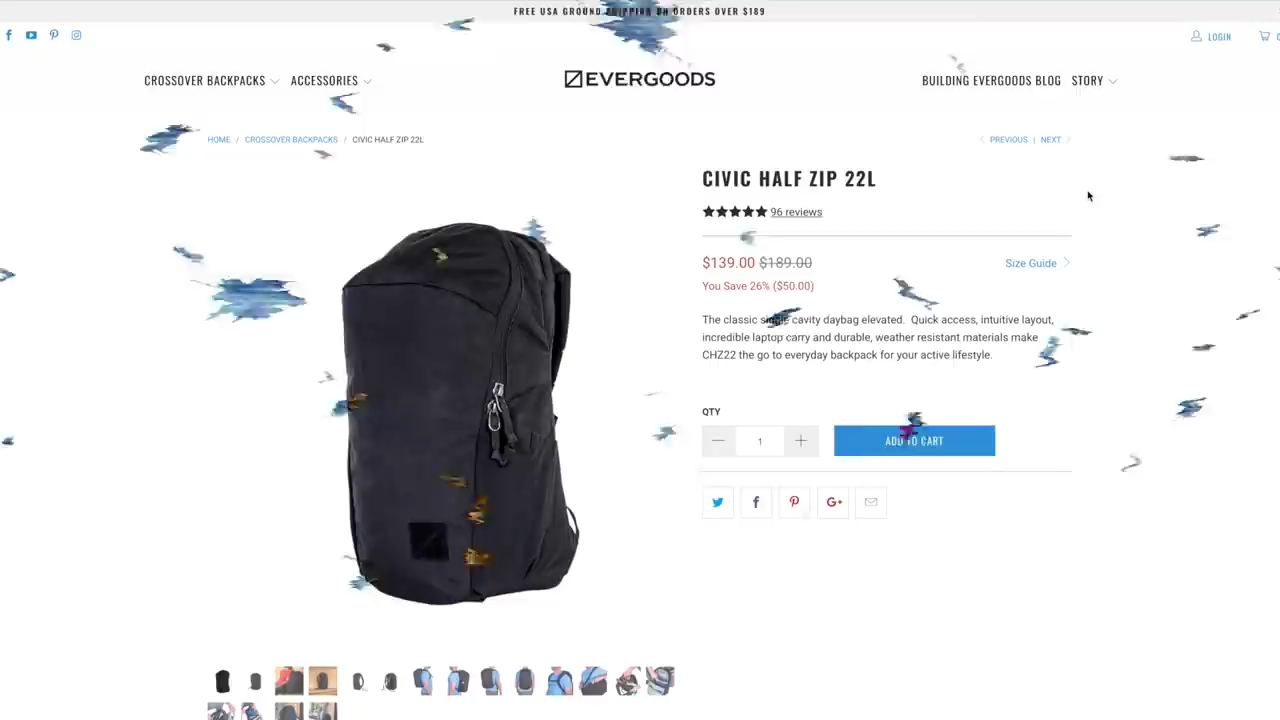 FREE USA GROUND SHIPPING ON ORDERS OVER $189
LOGIN
CROSSOVER BACKPACKS ACCESSORIES EVERGOODS BUILDING EVERGOODS BLOG STORY
HOME / CROSSOVER BACKPACKS / CIVIC HALF ZIP 22L PREVIOUS | NEXT
CIVIC HALF ZIP 22L
96 reviews
$139.00 $189.00 Size Guide
You Save 26% ($50.00)
The classic single cavity daybag elevated. Quick access, intuitive layout,
incredible laptop carry and durable, weather resistant materials make
CHZ22 the go to everyday backpack for your active lifestyle.
QTY
1 ADD TO CART